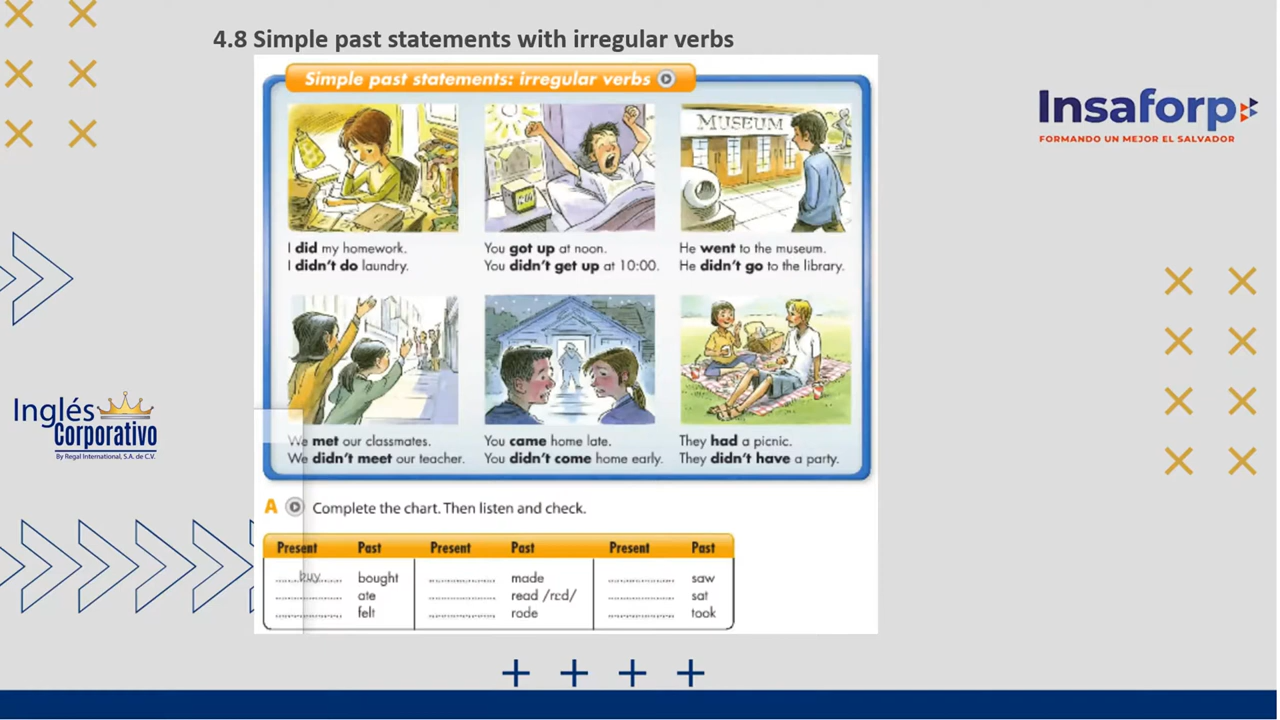 4.8 Simple past statements with irregular verbs
Simple past statements: irregular verbs
MUSEUM
I did my homework.
I didn't do laundry.
You got up at noon.
You didn't get up at 10:00.
He went to the museum.
He didn't go to the library.
We met our classmates.
We didn't meet our teacher.
You came home late.
You didn't come home early.
They had a picnic.
They didn't have a party.
A Complete the chart. Then listen and check.
Present Past Present Past Present Past
buy bought made saw
ate read /rɛd/ sat
felt rode took
Insaforp
FORMANDO UN MEJOR EL SALVADOR
Inglés
Corporativo
By Regal International, S.A. de C.V.